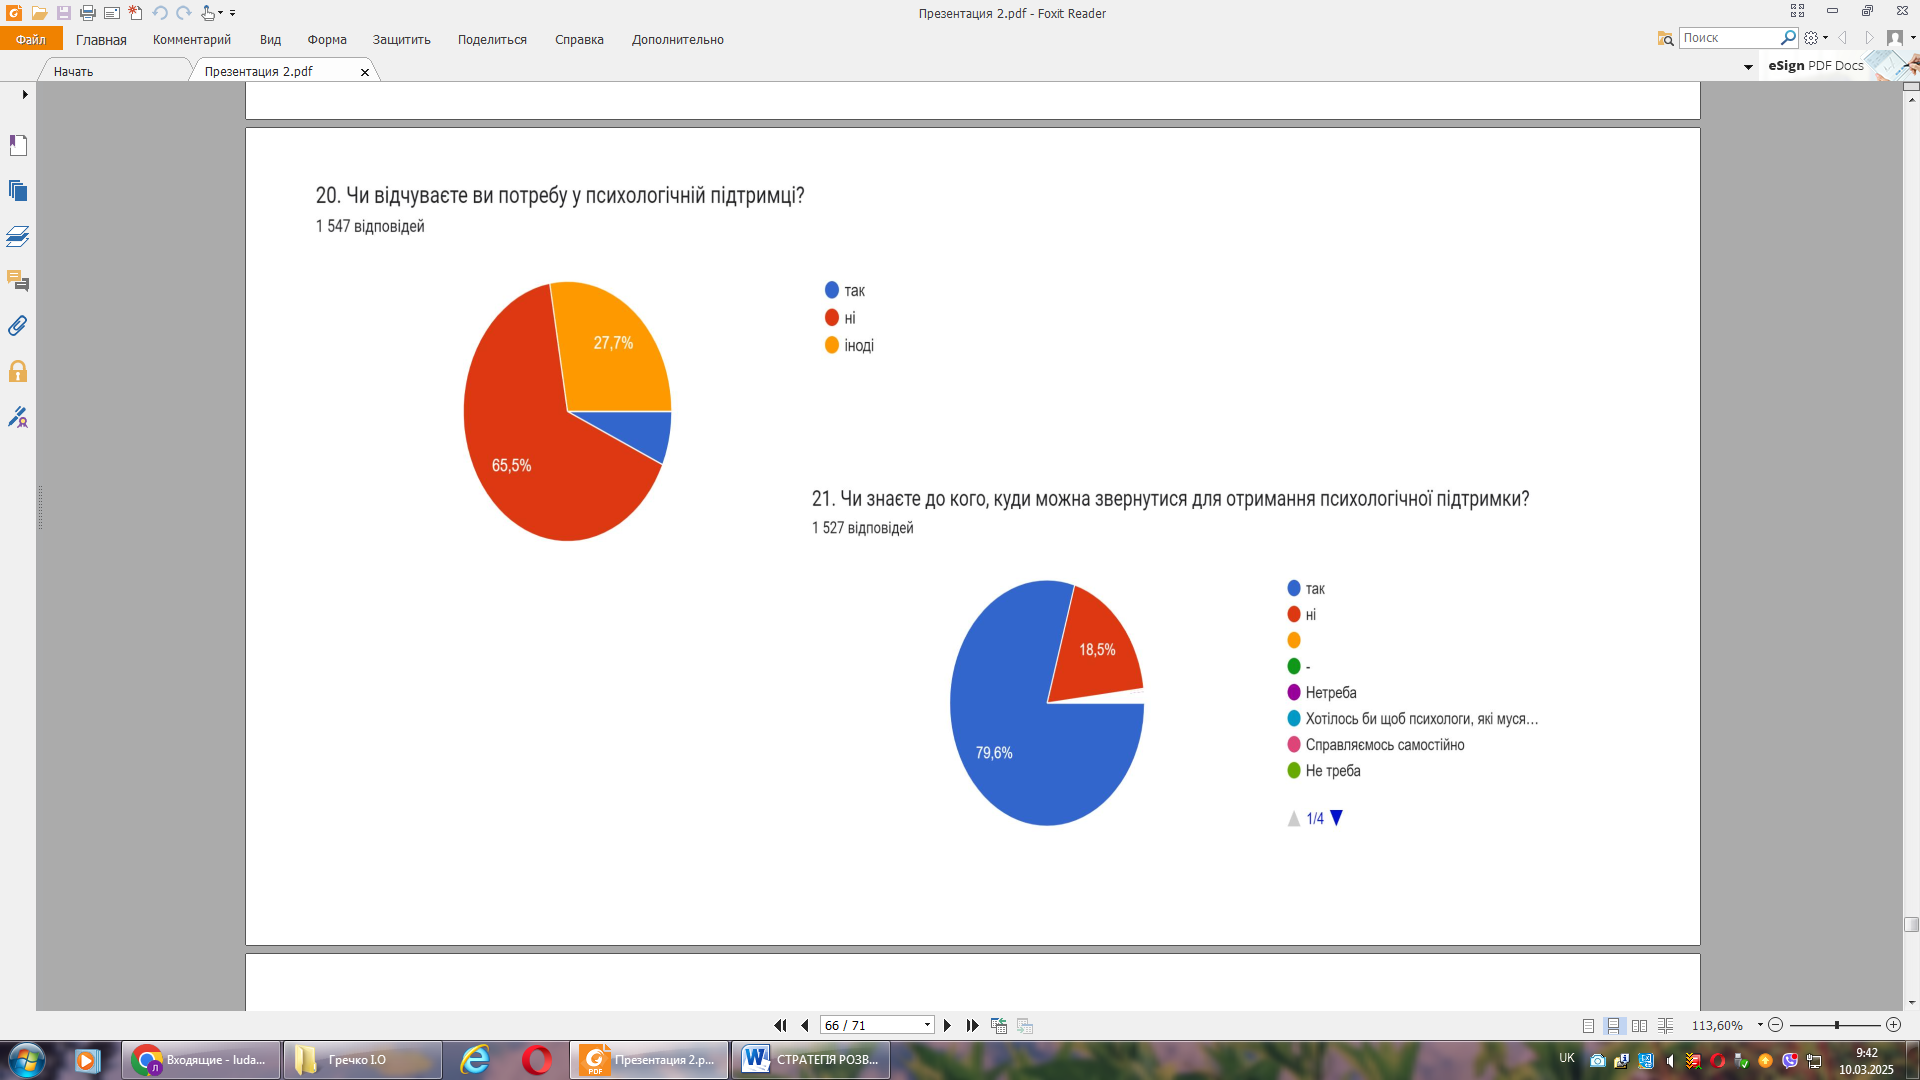 Презентация 2.pdf - Foxit Reader
Файл Главная Комментарий Вид Форма Защитить Поделиться Справка Дополнительно
Поиск
Начать
Презентация 2.pdf
eSign PDF Docs
20. Чи відчуваєте ви потребу у психологічній підтримці?
1 547 відповідей
27,7%
65,5%
так
ні
іноді
21. Чи знаєте до кого, куди можна звернутися для отримання психологічної підтримки?
1 527 відповідей
18,5%
79,6%
так
ні
-
Нетреба
Хотілось би щоб психологи, які муся...
Справляємось самостійно
Не треба
1/4
66 / 71
113,60%
Входящие - luda...
Гречко І.О
Презентация 2.p...
СТРАТЕГІЯ РОЗВ...
UK
9:42
10.03.2025